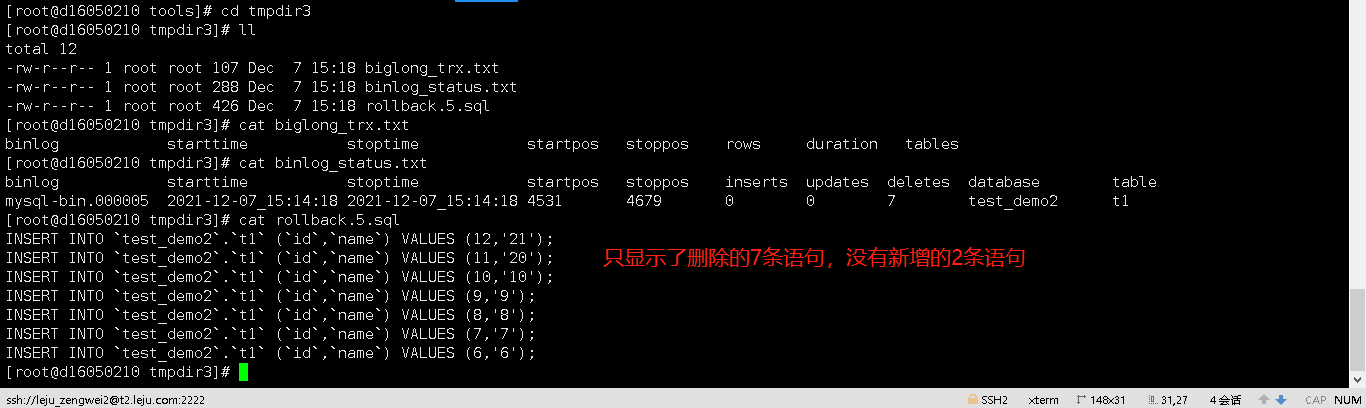 [root@d16050210 tools]# cd tmpdir3
[root@d16050210 tmpdir3]# ll
total 12
-rw-r--r-- 1 root root 107 Dec  7 15:18 biglong_trx.txt
-rw-r--r-- 1 root root 288 Dec  7 15:18 binlog_status.txt
-rw-r--r-- 1 root root 426 Dec  7 15:18 rollback.5.sql
[root@d16050210 tmpdir3]# cat biglong_trx.txt
binlog            starttime           stoptime            startpos   stoppos    rows     duration   tables
[root@d16050210 tmpdir3]# cat binlog_status.txt
binlog            starttime           stoptime            startpos   stoppos    inserts  updates  deletes  database        table
mysql-bin.000005  2021-12-07_15:14:18 2021-12-07_15:14:18 4531       4679       0        0        7        test_demo2      t1
[root@d16050210 tmpdir3]# cat rollback.5.sql
INSERT INTO `test_demo2`.`t1` (`id`,`name`) VALUES (12,'21');
INSERT INTO `test_demo2`.`t1` (`id`,`name`) VALUES (11,'20');
只显示了删除的7条语句，没有新增的2条语句
INSERT INTO `test_demo2`.`t1` (`id`,`name`) VALUES (10,'10');
INSERT INTO `test_demo2`.`t1` (`id`,`name`) VALUES (9,'9');
INSERT INTO `test_demo2`.`t1` (`id`,`name`) VALUES (8,'8');
INSERT INTO `test_demo2`.`t1` (`id`,`name`) VALUES (7,'7');
INSERT INTO `test_demo2`.`t1` (`id`,`name`) VALUES (6,'6');
[root@d16050210 tmpdir3]#
ssh://leju_zengwei2@t2.leju.com:2222 SSH2 xterm 148x31 31,27 4 会话 CAP NUM